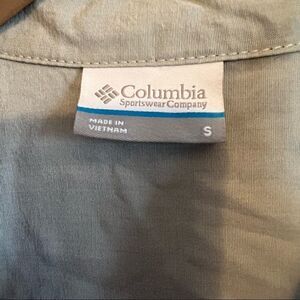 Columbia
Sportswear Company
MADE IN
VIETNAM
S